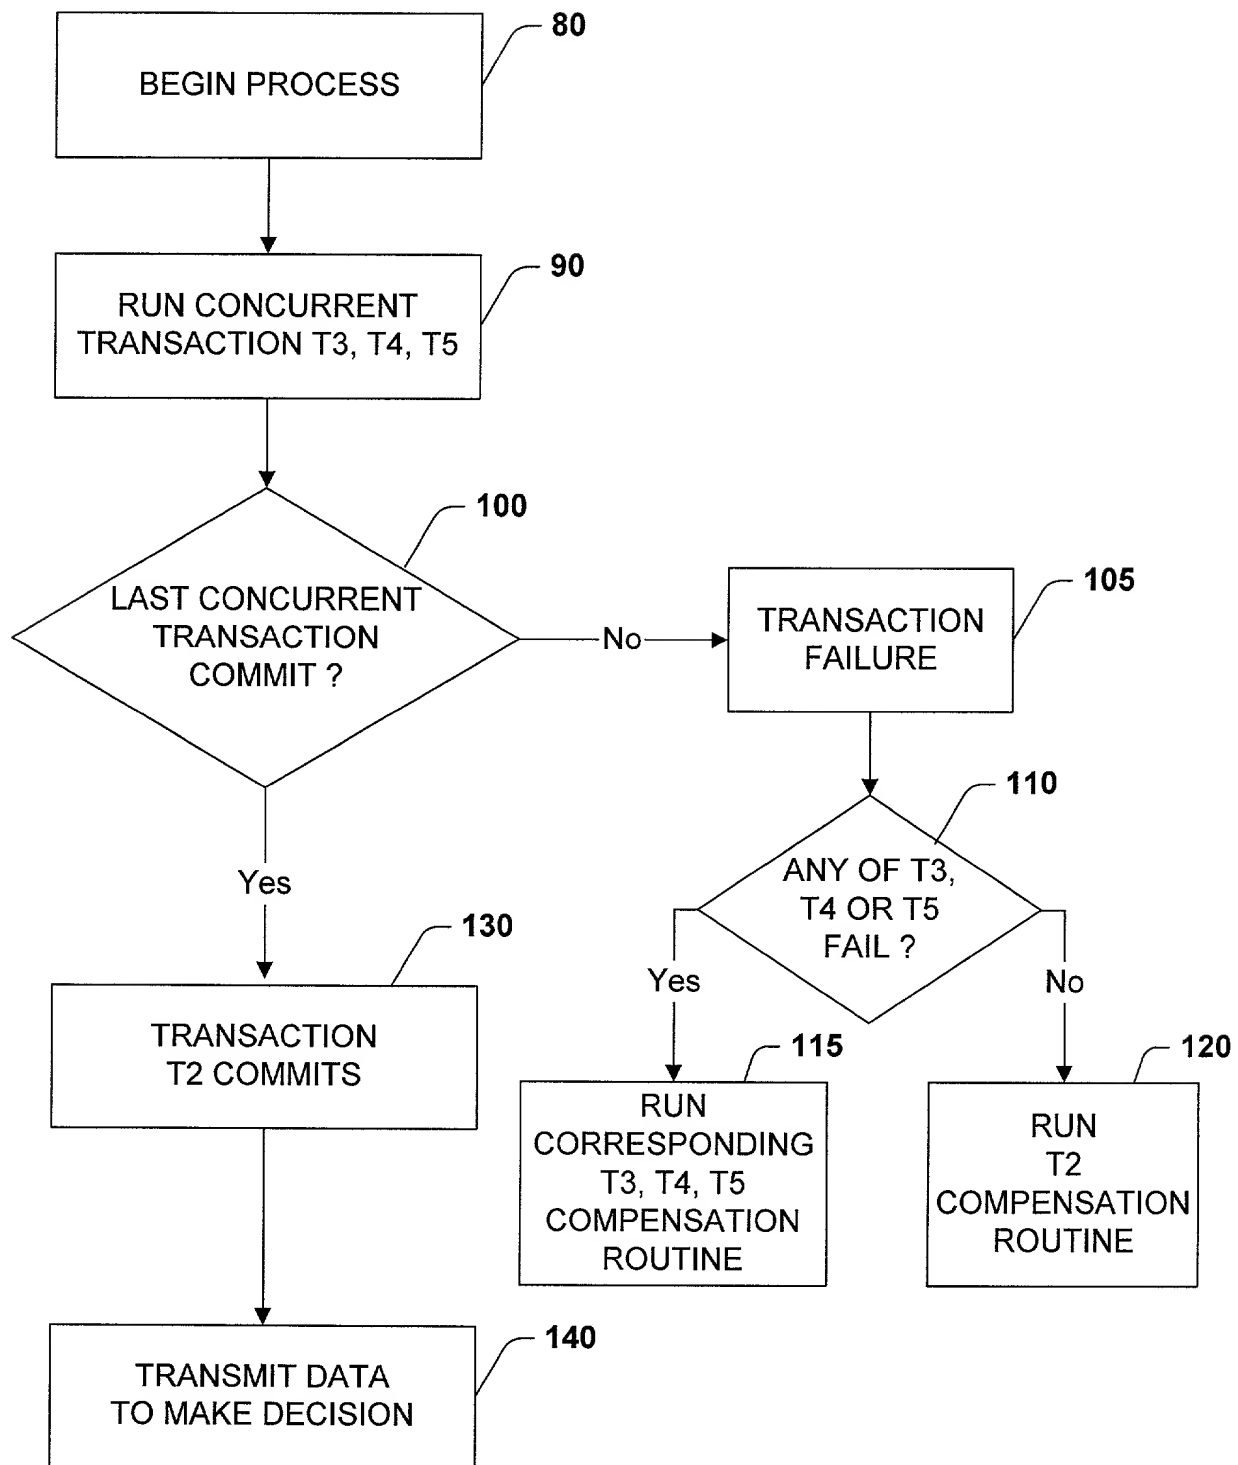 80
BEGIN PROCESS
90
RUN CONCURRENT
TRANSACTION T3, T4, T5
100
LAST CONCURRENT
TRANSACTION
COMMIT ?
No
105
TRANSACTION
FAILURE
110
ANY OF T3,
T4 OR T5
FAIL ?
Yes
No
Yes
130
TRANSACTION
T2 COMMITS
115
RUN
CORRESPONDING
T3, T4, T5
COMPENSATION
ROUTINE
120
RUN
T2
COMPENSATION
ROUTINE
140
TRANSMIT DATA
TO MAKE DECISION